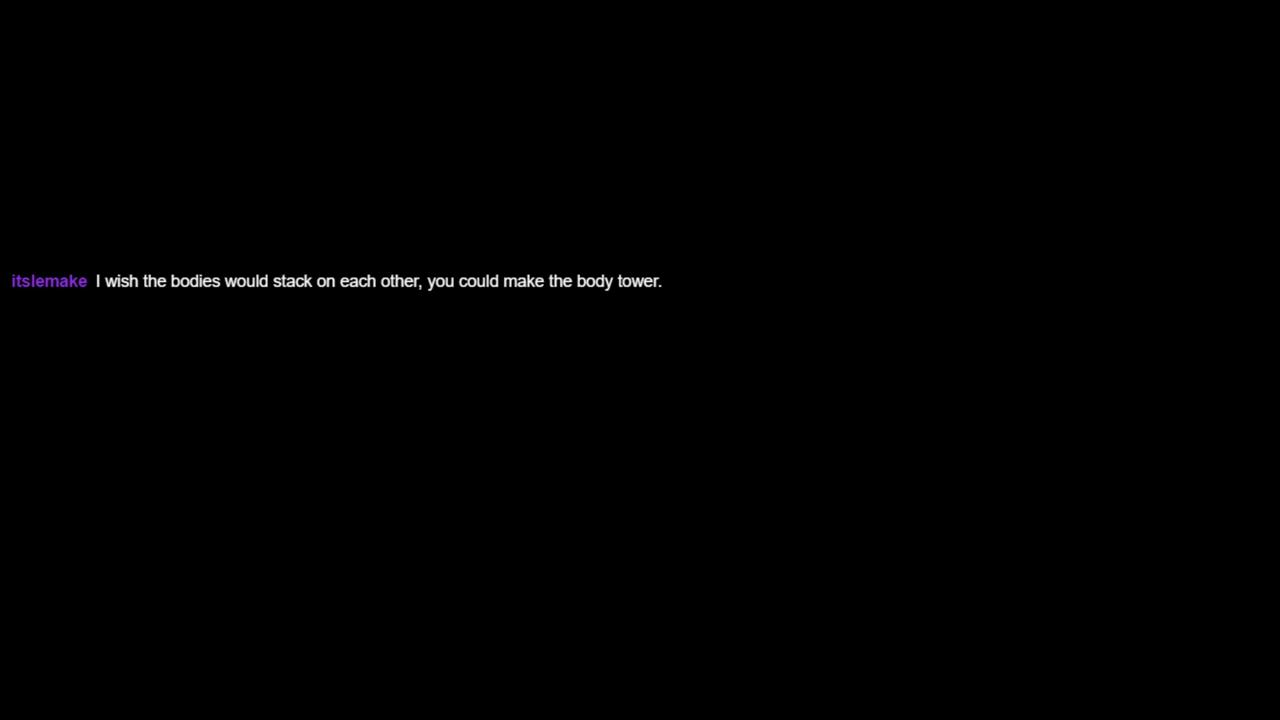 itslemake I wish the bodies would stack on each other, you could make the body tower.